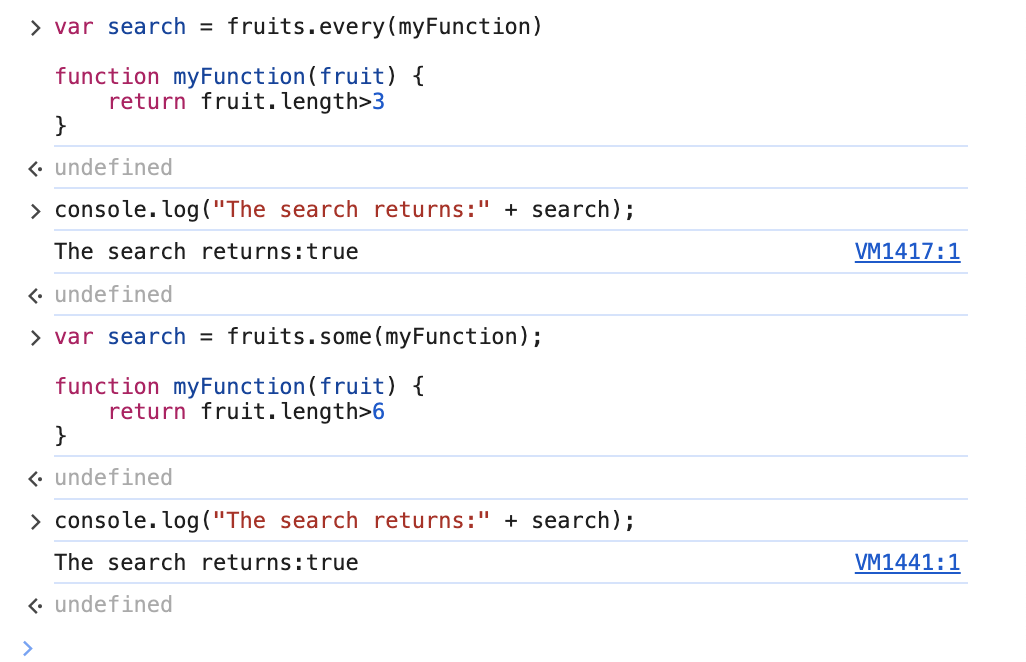 > var search = fruits.every(myFunction)
function myFunction(fruit) {
    return fruit.length>3
}
undefined
> console.log("The search returns:" + search);
The search returns:true VM1417:1
undefined
> var search = fruits.some(myFunction);
function myFunction(fruit) {
    return fruit.length>6
}
undefined
> console.log("The search returns:" + search);
The search returns:true VM1441:1
undefined
>